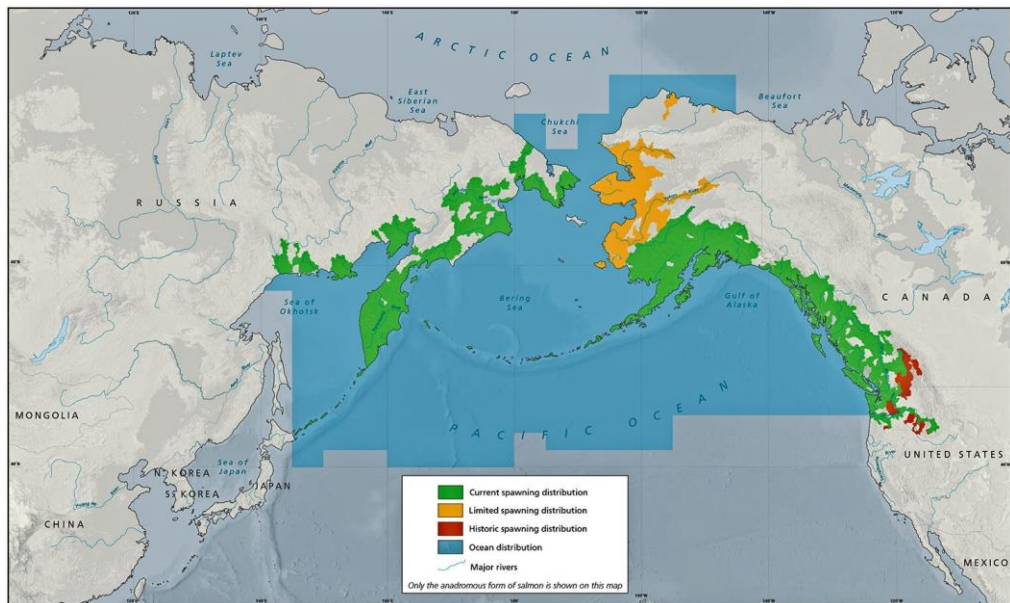 ARCTIC OCEAN
Laptev
Sea
East
Siberian
Sea
Chukchi
Sea
Beaufort
Sea
RUSSIA
Yukon River
CANADA
Sea of
Okhotsk
Bering
Sea
Gulf of
Alaska
MONGOLIA
PACIFIC OCEAN
UNITED STATES
N. KOREA
Sea of
Japan
S. KOREA
JAPAN
CHINA
MEXICO
Current spawning distribution
Limited spawning distribution
Historic spawning distribution
Ocean distribution
Major rivers
Only the anadromous form of salmon is shown on this map